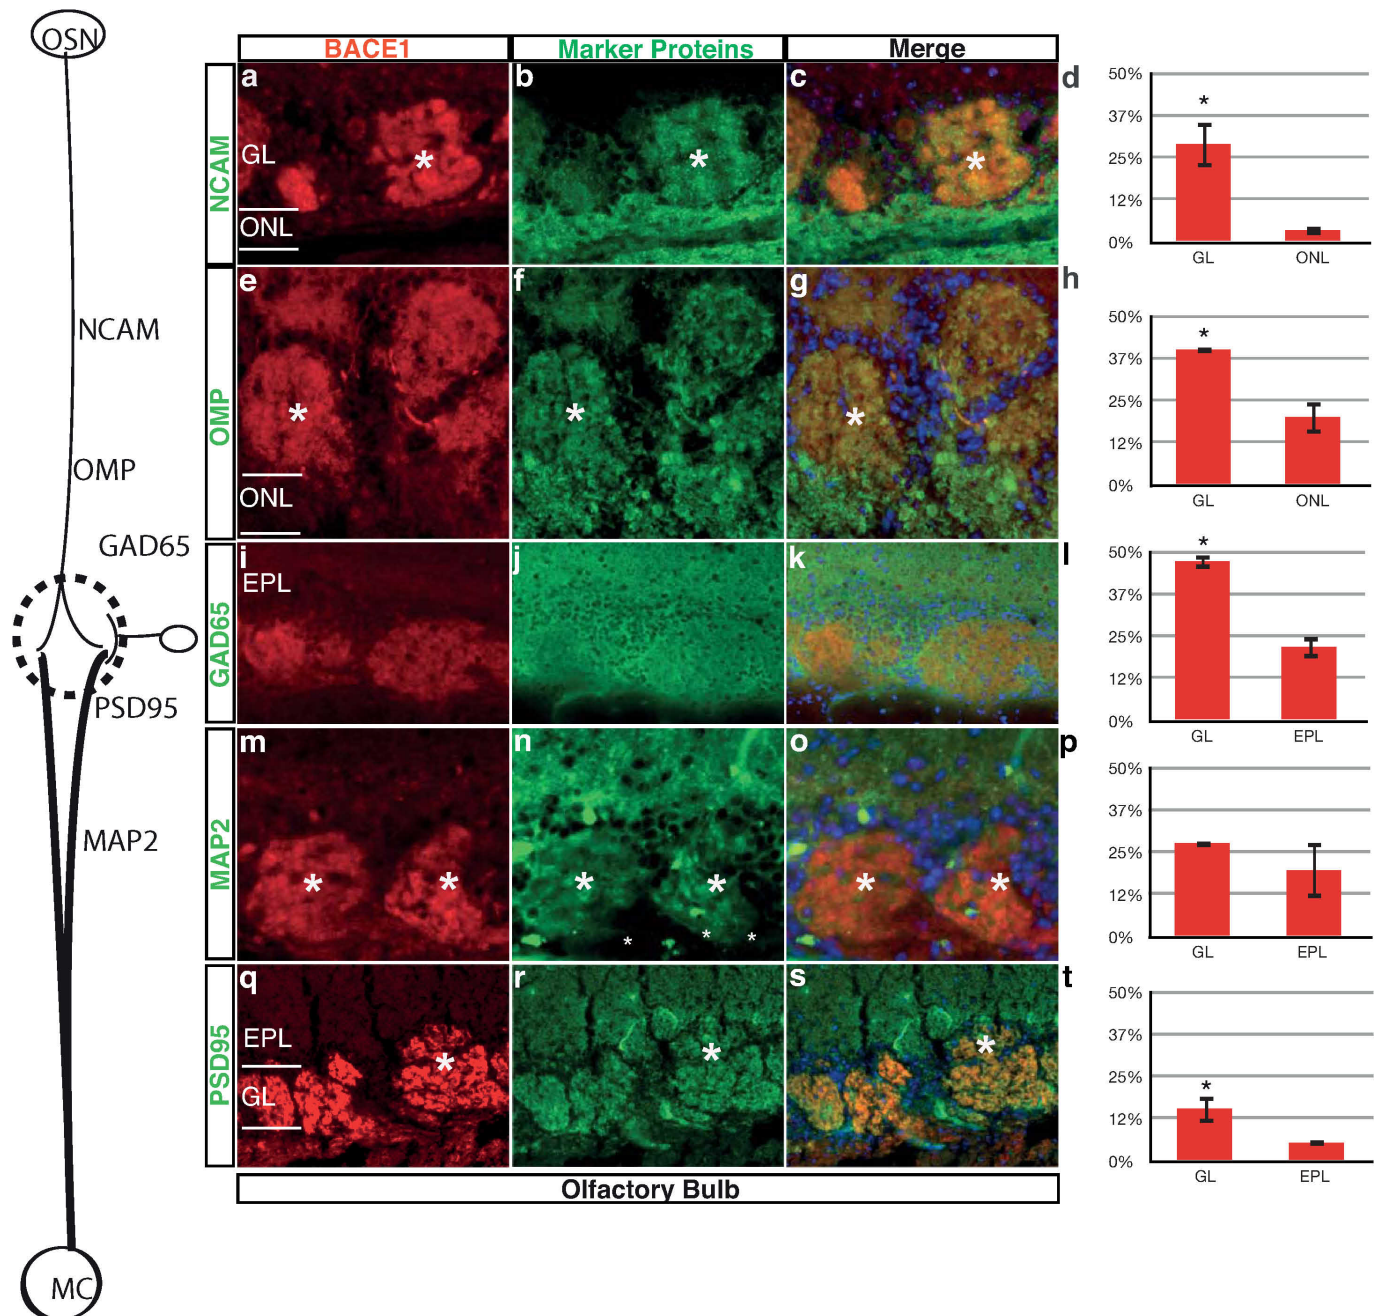 OSN
NCAM
OMP
GAD65
PSD95
MAP2
MC
BACE1 Marker Proteins Merge
NCAM
a b c d
GL
ONL
*
* * *
50%
37%
25%
12%
0%
GL ONL
OMP
e f g h
ONL
*
* * *
50%
37%
25%
12%
0%
GL ONL
GAD65
i j k l
EPL
*
50%
37%
25%
12%
0%
GL EPL
MAP2
m n o p
* * * * * *
* * *
50%
37%
25%
12%
0%
GL EPL
PSD95
q r s t
EPL
GL
* * *
*
50%
37%
25%
12%
0%
GL EPL
Olfactory Bulb